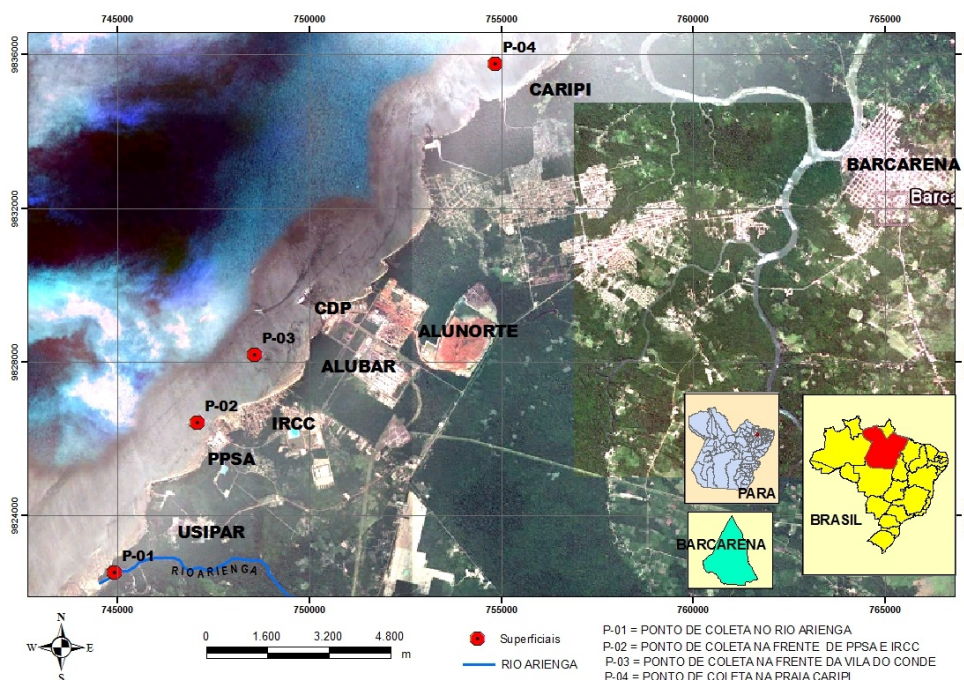 745000 750000 755000 760000 765000
9836000
9832000
9828000
9824000
P-04
CARIPI
BARCARENA
Barca
CDP
P-03
ALUNORTE
ALUBAR
P-02
IRCC
PPSA
USIPAR
P-01
RIO ARIENGA
PARA
BARCARENA
BRASIL
745000 750000 755000 760000 765000
N
W E
S
0 1.600 3.200 4.800
m
Superficiais
RIO ARIENGA
P-01 = PONTO DE COLETA NO RIO ARIENGA
P-02 = PONTO DE COLETA NA FRENTE DE PPSA E IRCC
P-03 = PONTO DE COLETA NA FRENTE DA VILA DO CONDE
P-04 = PONTO DE COLETA NA PRAIA CARIPI